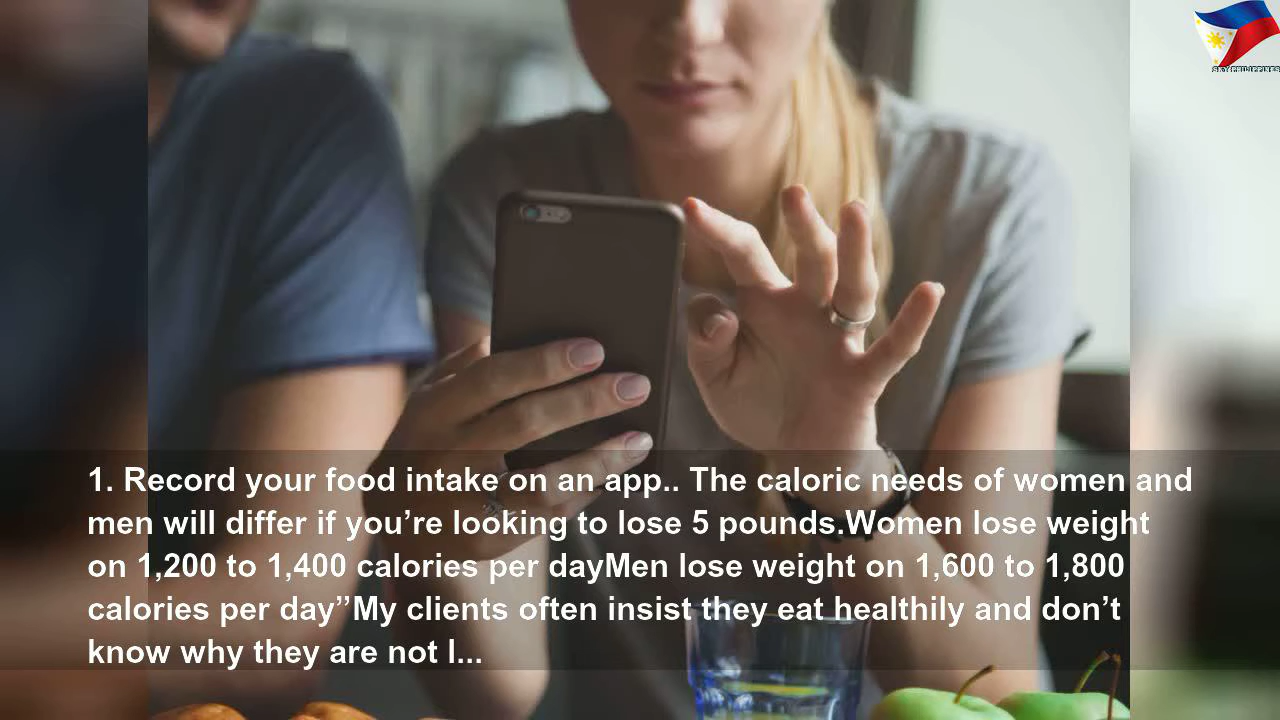 SKYPHILIPPINES
1. Record your food intake on an app.. The caloric needs of women and
men will differ if you’re looking to lose 5 pounds.Women lose weight
on 1,200 to 1,400 calories per dayMen lose weight on 1,600 to 1,800
calories per day”My clients often insist they eat healthily and don’t
know why they are not l...